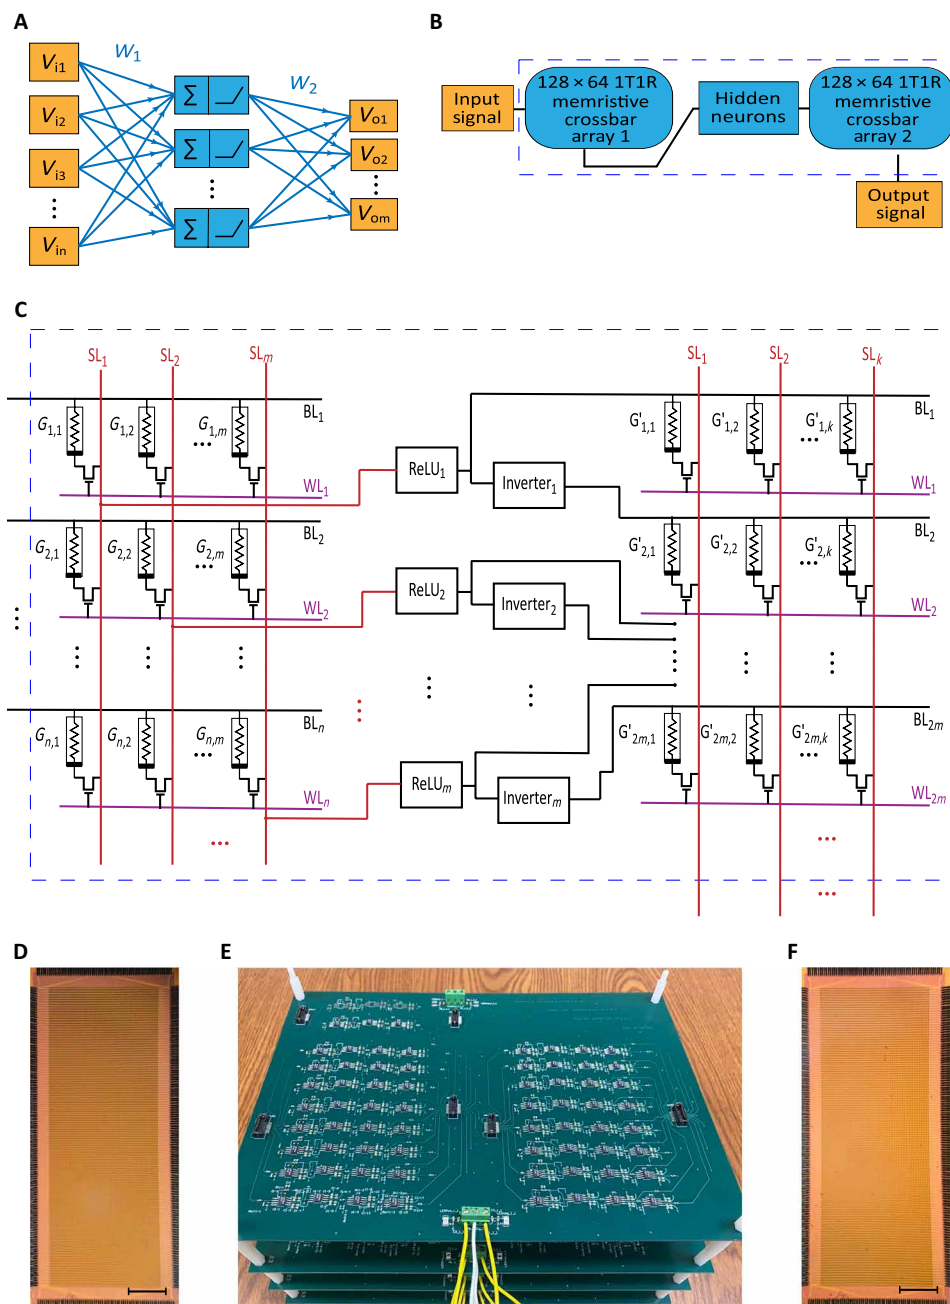 A
B
W1
W2
Vi1
Vi2
Vi3
Vin
Σ
Σ
Σ
Vo1
Vo2
Vom
Input
signal
128 × 64 1T1R
memristive
crossbar
array 1
Hidden
neurons
128 × 64 1T1R
memristive
crossbar
array 2
Output
signal
C
SL1
SL2
SLm
SL1
SL2
SLk
G1,1
G1,2
G1,m
BL1
WL1
ReLU1
Inverter1
G'1,1
G'1,2
G'1,k
BL1
WL1
G2,1
G2,2
G2,m
BL2
WL2
ReLU2
Inverter2
G'2,1
G'2,2
G'2,k
BL2
WL2
Gn,1
Gn,2
Gn,m
BLn
WLn
ReLUm
Inverterm
G'2m,1
G'2m,2
G'2m,k
BL2m
WL2m
D
E
F